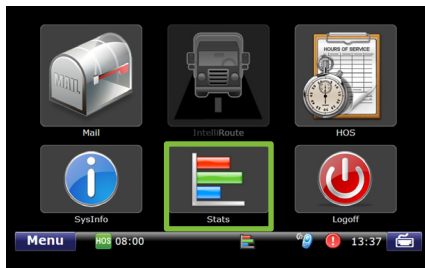 MAIL
HOURS OF SERVICE
Mail
IntelliRoute
HOS
SysInfo
Stats
Logoff
Menu
HOS 08:00
13:37